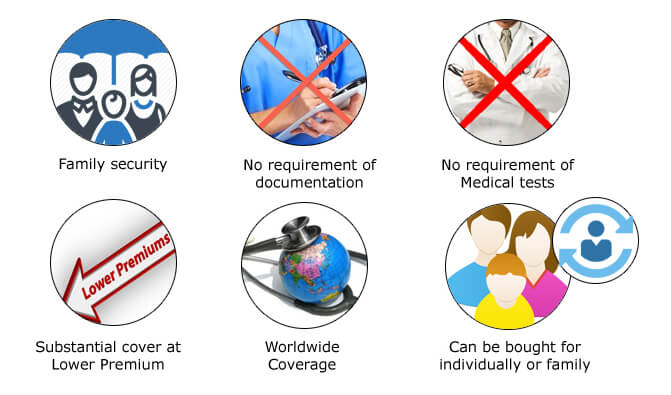 Family security
No requirement of
documentation
No requirement of
Medical tests
Lower Premiums
Substantial cover at
Lower Premium
Worldwide
Coverage
Can be bought for
individually or family